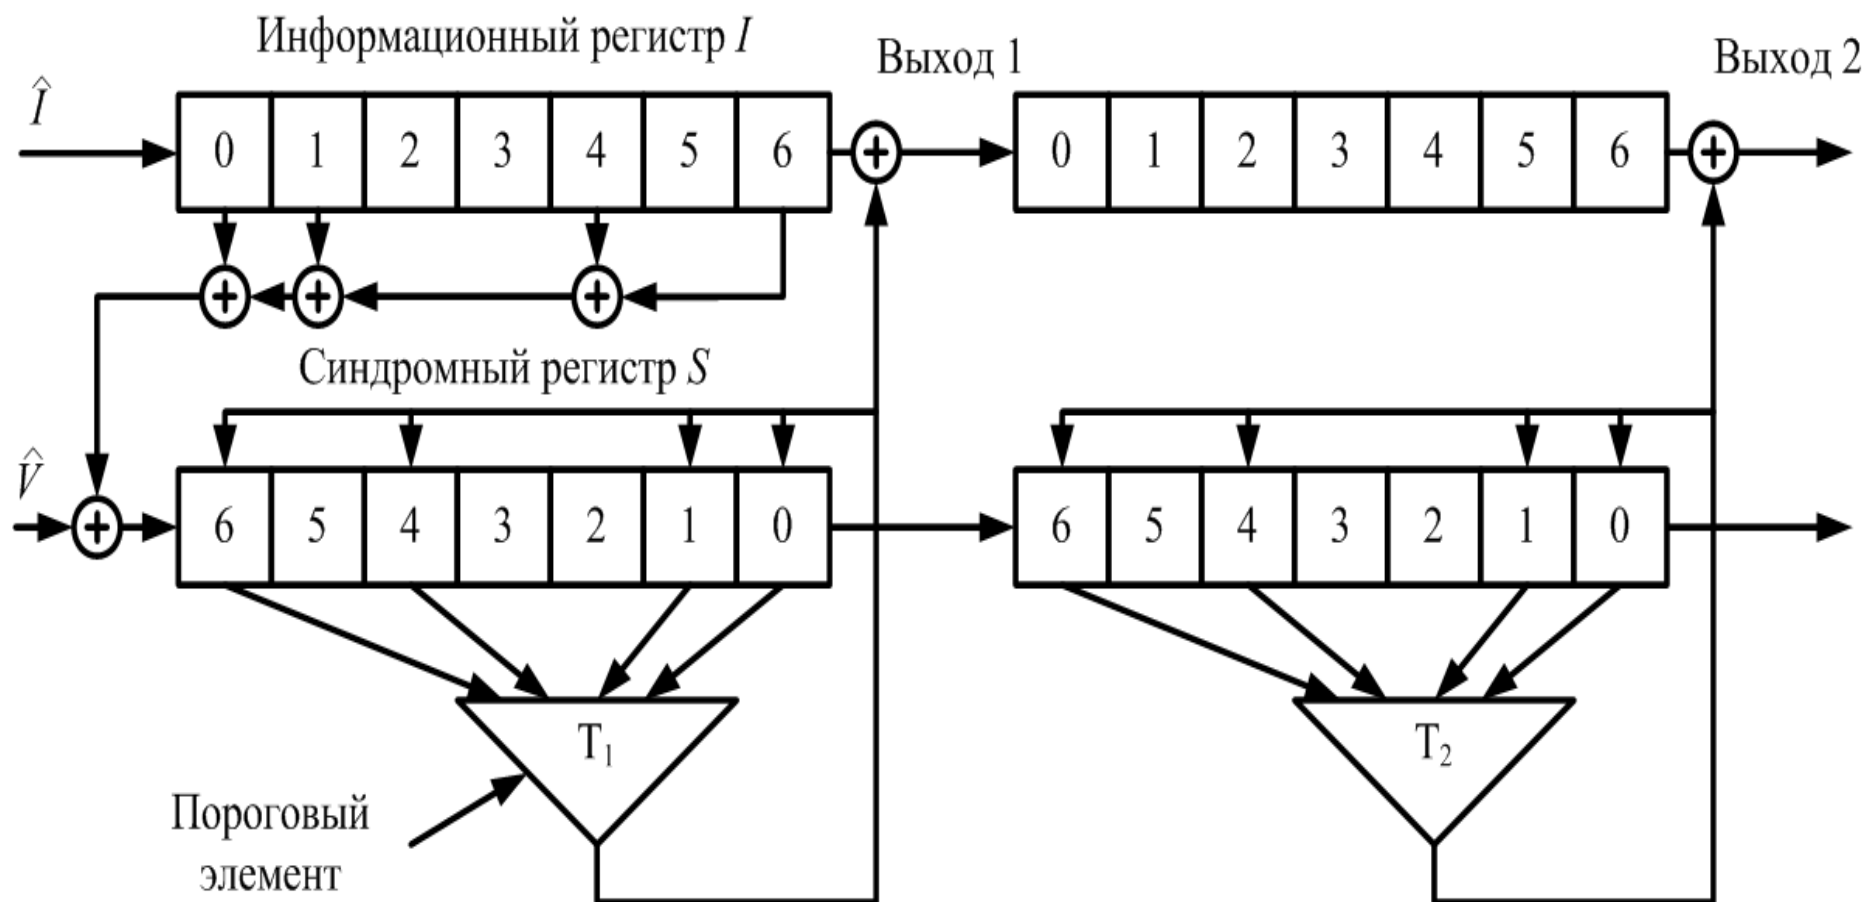 Информационный регистр I
Выход 1
Выход 2
Î
0 1 2 3 4 5 6
0 1 2 3 4 5 6
Синдромный регистр S
V̂
6 5 4 3 2 1 0
6 5 4 3 2 1 0
T₁
T₂
Пороговый
элемент